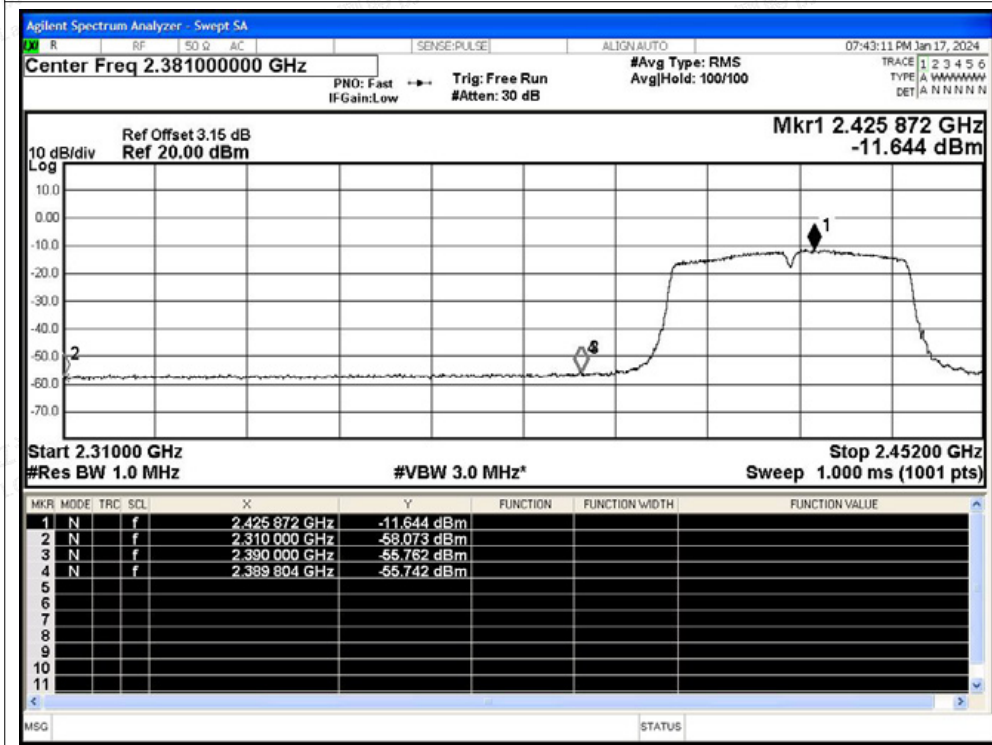 Agilent Spectrum Analyzer - Swept SA
R RF 50 Ω AC SENSE:PULSE ALIGN AUTO 07:43:11 PM Jan 17, 2024
Center Freq 2.381000000 GHz
PNO: Fast
IFGain:Low
Trig: Free Run
#Atten: 30 dB
#Avg Type: RMS
Avg|Hold: 100/100
TRACE 1 2 3 4 5 6
TYPE A WWWWWW
DET A N N N N N
Ref Offset 3.15 dB
10 dB/div Ref 20.00 dBm
Log
Mkr1 2.425 872 GHz
-11.644 dBm
10.0
0.00
-10.0
-20.0
-30.0
-40.0
-50.0
-60.0
-70.0
1
2
Start 2.31000 GHz Stop 2.45200 GHz
#Res BW 1.0 MHz #VBW 3.0 MHz* Sweep 1.000 ms (1001 pts)
MKR MODE TRC SCL X Y FUNCTION FUNCTION WIDTH FUNCTION VALUE
1 N f 2.425 872 GHz -11.644 dBm
2 N f 2.310 000 GHz -58.073 dBm
3 N f 2.390 000 GHz -55.762 dBm
4 N f 2.389 804 GHz -55.742 dBm
5
6
7
8
9
10
11
MSG STATUS